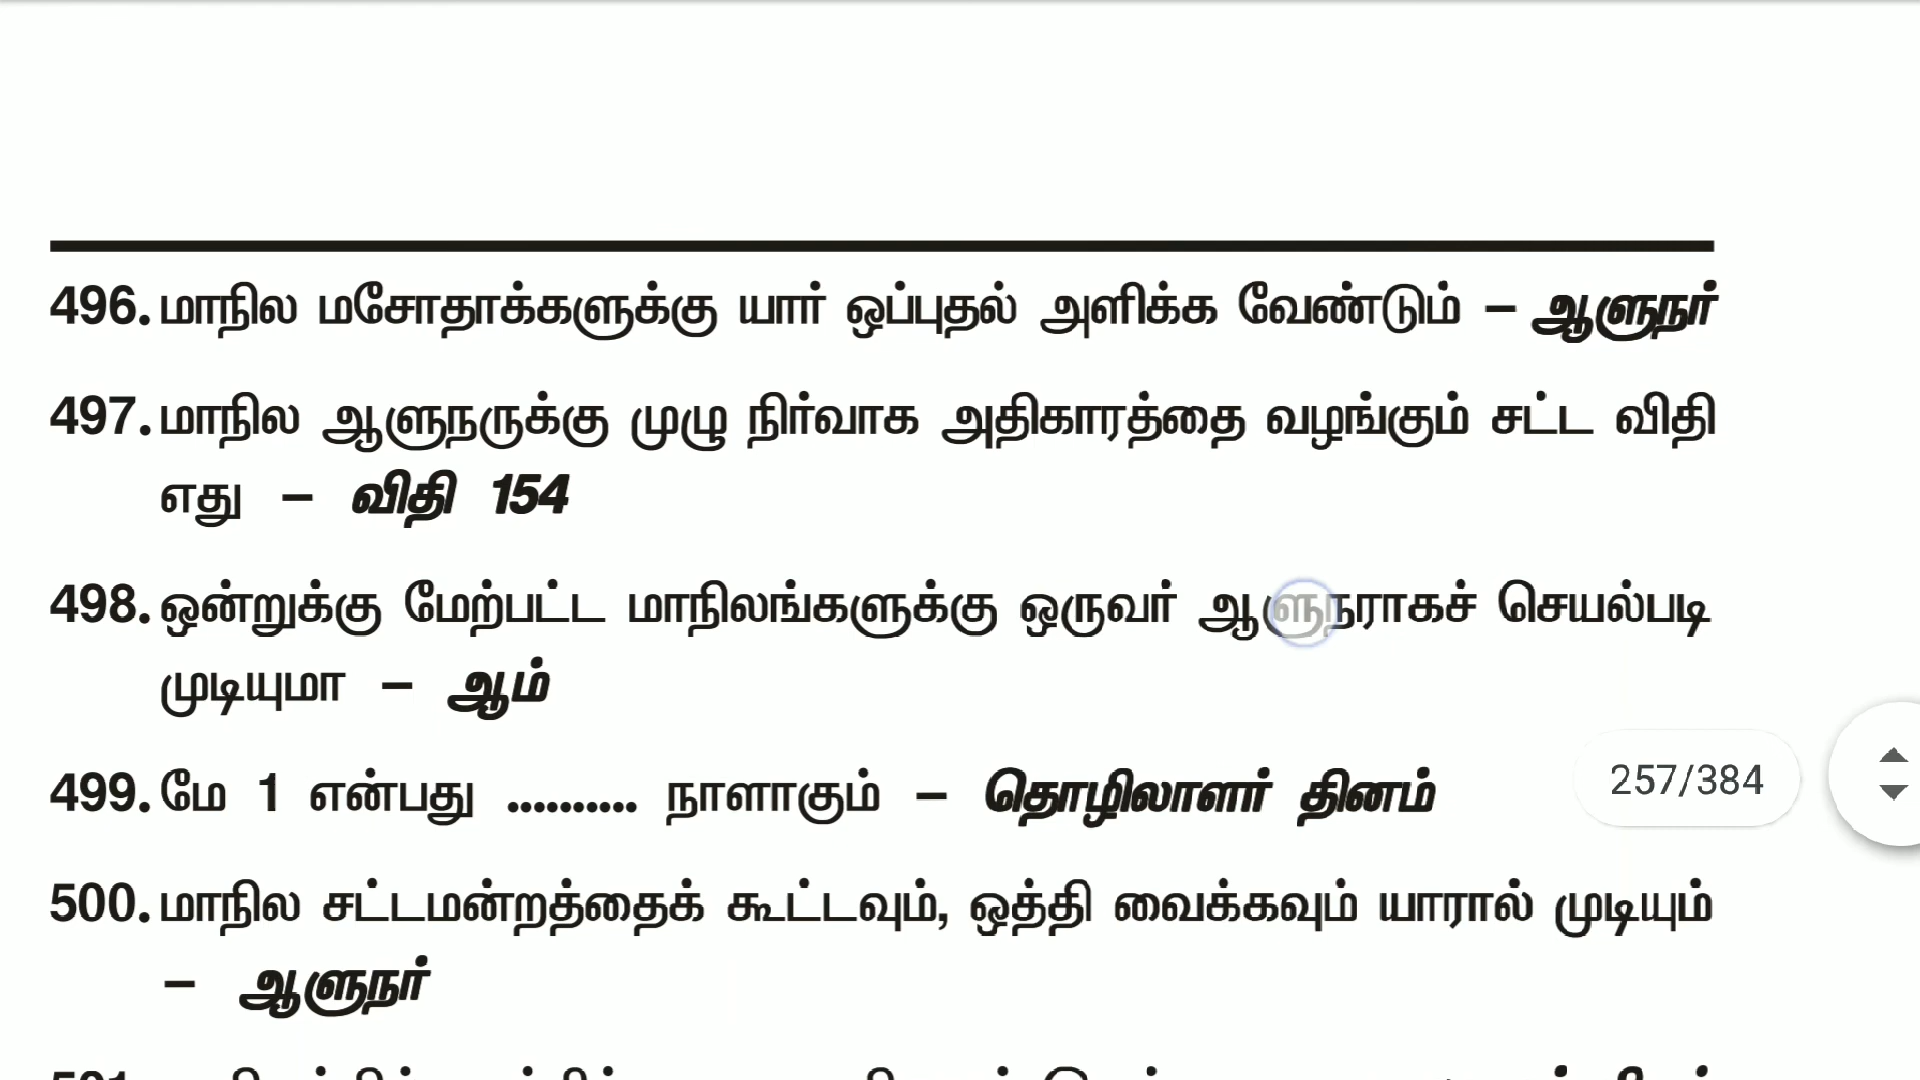 496. மாநில மசோதாக்களுக்கு யார் ஒப்புதல் அளிக்க வேண்டும் – ஆளுநர்
497. மாநில ஆளுநருக்கு முழு நிர்வாக அதிகாரத்தை வழங்கும் சட்ட விதி
எது – விதி 154
498. ஒன்றுக்கு மேற்பட்ட மாநிலங்களுக்கு ஒருவர் ஆளுநராகச் செயல்பட
முடியுமா – ஆம்
499. மே 1 என்பது .......... நாளாகும் – தொழிலாளர் தினம்
257/384
500. மாநில சட்டமன்றத்தைக் கூட்டவும், ஒத்தி வைக்கவும் யாரால் முடியும்
– ஆளுநர்